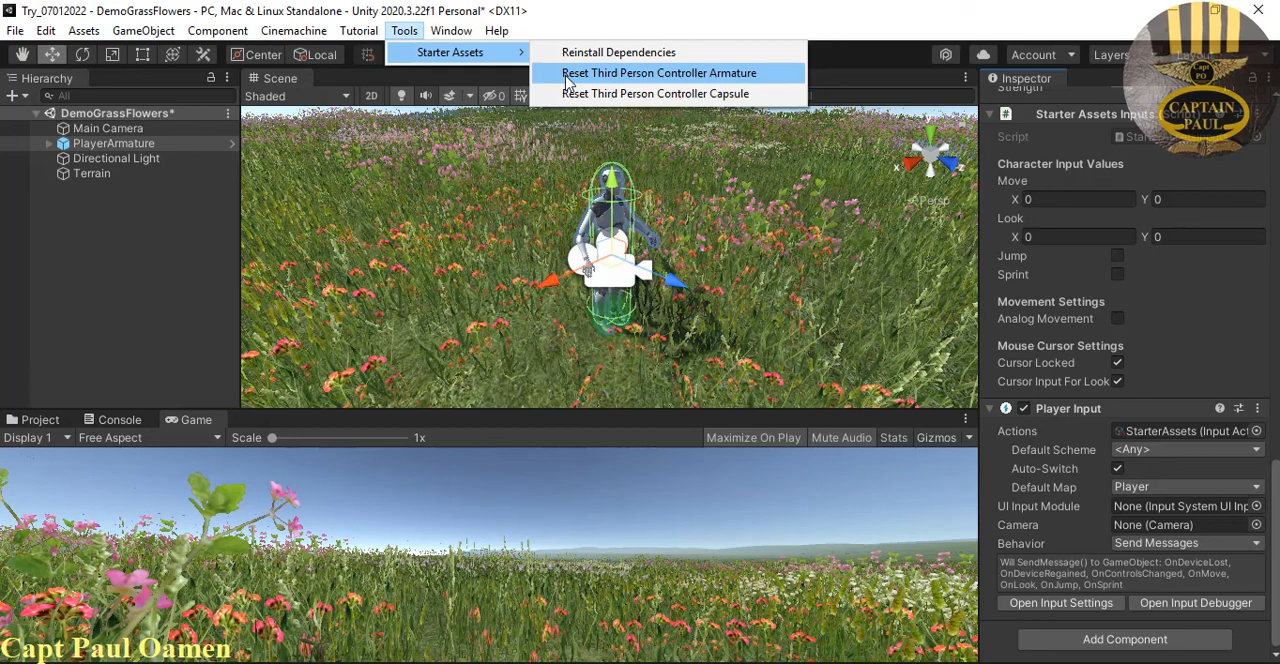 Try_07012022 - DemoGrassFlowers - PC, Mac & Linux Standalone - Unity 2020.3.22f1 Personal* <DX11>
File Edit Assets GameObject Component Cinemachine Tutorial Tools Window Help
Starter Assets
Reinstall Dependencies
Reset Third Person Controller Armature
Reset Third Person Controller Capsule
Center Local
Account Layers
Capt PO
CAPTAIN PAUL
Hierarchy
All
DemoGrassFlowers*
Main Camera
PlayerArmature
Directional Light
Terrain
Scene
Shaded 2D 0
x z
Persp
Inspector
Strength
Starter Assets Inputs
Script
Character Input Values
Move
X 0 Y 0
Look
X 0 Y 0
Jump
Sprint
Movement Settings
Analog Movement
Mouse Cursor Settings
Cursor Locked
Cursor Input For Look
Player Input
Actions StarterAssets (Input Act
Default Scheme <Any>
Auto-Switch
Default Map Player
UI Input Module None (Input System UI Inp
Camera None (Camera)
Behavior Send Messages
Will SendMessage() to GameObject: OnDeviceLost,
OnDeviceRegained, OnControlsChanged, OnMove,
OnLook, OnJump, OnSprint
Open Input Settings Open Input Debugger
Add Component
Project Console Game
Display 1 Free Aspect Scale 1x Maximize On Play Mute Audio Stats Gizmos
Capt Paul Oamen